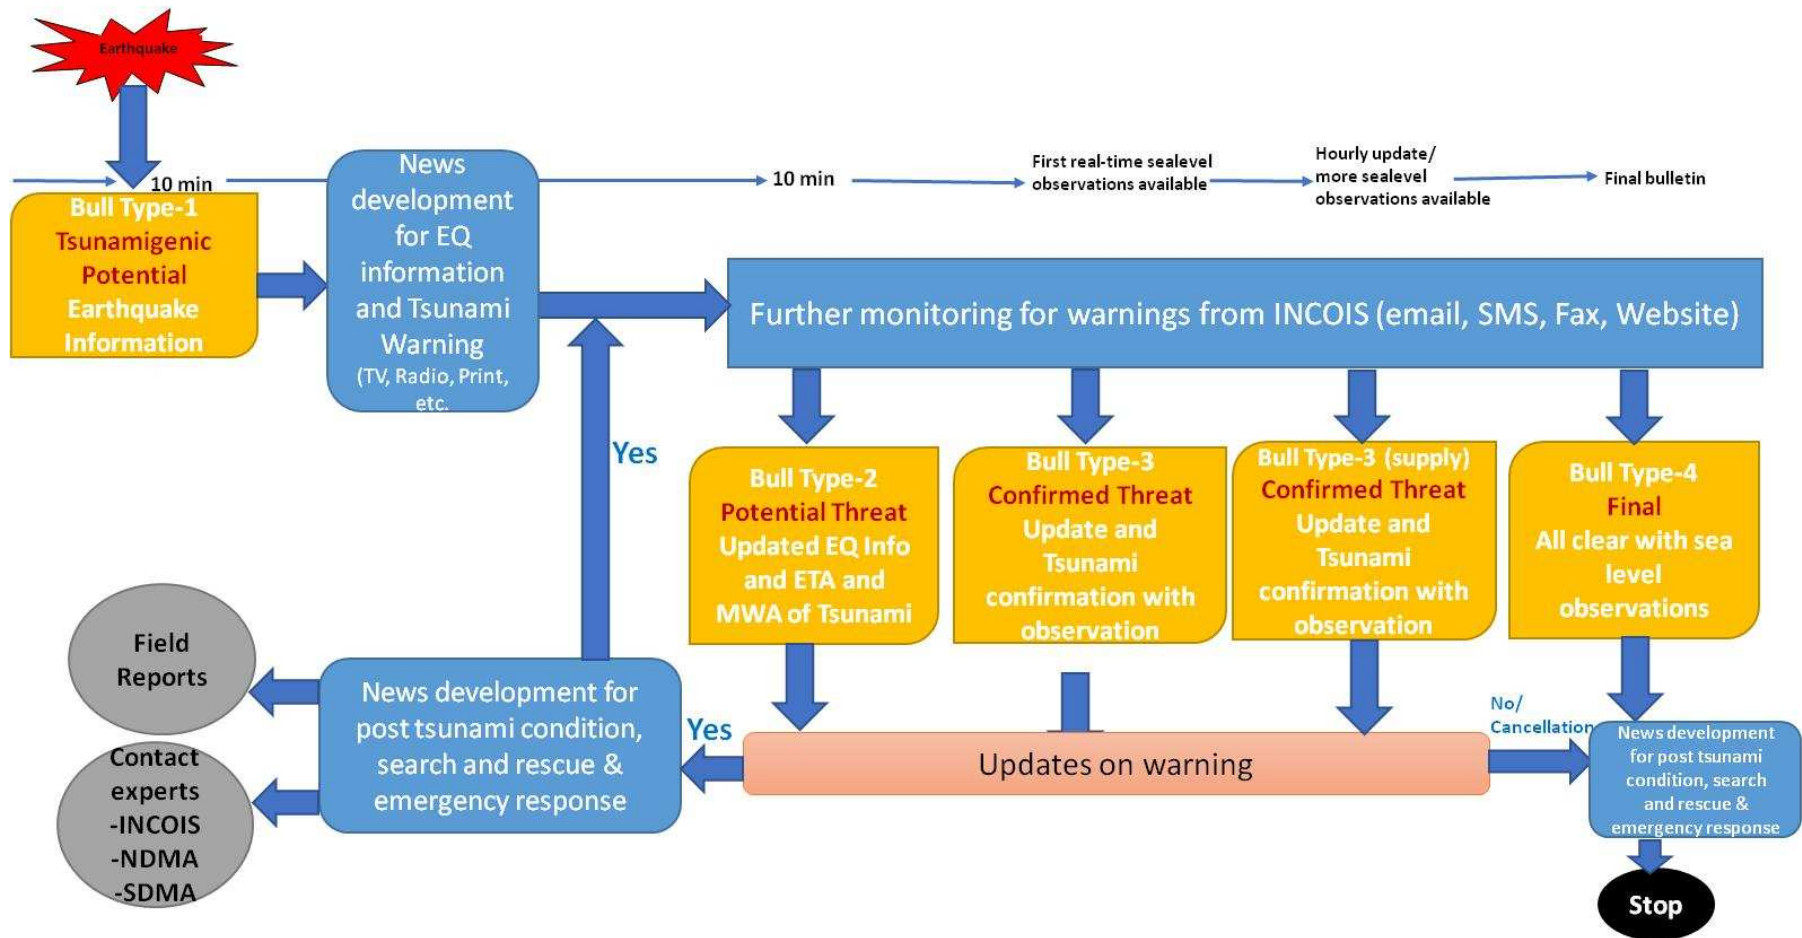 Earthquake
10 min
10 min
First real-time sealevel
observations available
Hourly update/
more sealevel
observations available
Final bulletin
Bull Type-1
Tsunamigenic
Potential
Earthquake
Information
News
development
for EQ
information
and Tsunami
Warning
(TV, Radio, Print,
etc.
Further monitoring for warnings from INCOIS (email, SMS, Fax, Website)
Yes
Bull Type-2
Potential Threat
Updated EQ Info
and ETA and
MWA of Tsunami
Bull Type-3
Confirmed Threat
Update and
Tsunami
confirmation with
observation
Bull Type-3 (supply)
Confirmed Threat
Update and
Tsunami
confirmation with
observation
Bull Type-4
Final
All clear with sea
level
observations
Field
Reports
Contact
experts
-INCOIS
-NDMA
-SDMA
News development for
post tsunami condition,
search and rescue &
emergency response
Yes
Updates on warning
No/
Cancellation
News development
for post tsunami
condition, search
and rescue &
emergency response
Stop